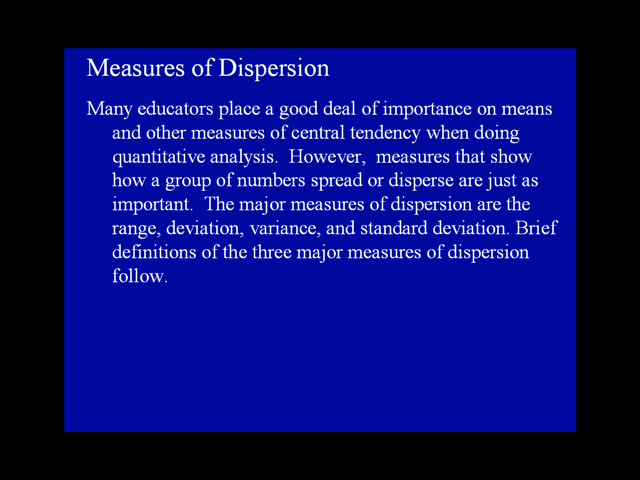 Measures of Dispersion
Many educators place a good deal of importance on means
and other measures of central tendency when doing
quantitative analysis.  However,  measures that show
how a group of numbers spread or disperse are just as
important.  The major measures of dispersion are the
range, deviation, variance, and standard deviation. Brief
definitions of the three major measures of dispersion
follow.